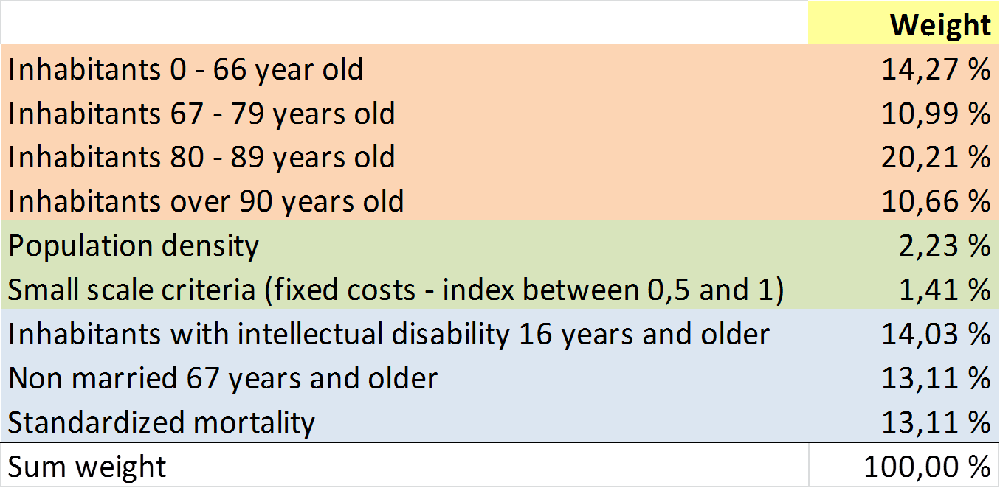 Weight
Inhabitants 0 - 66 year old 14,27 %
Inhabitants 67 - 79 years old 10,99 %
Inhabitants 80 - 89 years old 20,21 %
Inhabitants over 90 years old 10,66 %
Population density 2,23 %
Small scale criteria (fixed costs - index between 0,5 and 1) 1,41 %
Inhabitants with intellectual disability 16 years and older 14,03 %
Non married 67 years and older 13,11 %
Standardized mortality 13,11 %
Sum weight 100,00 %